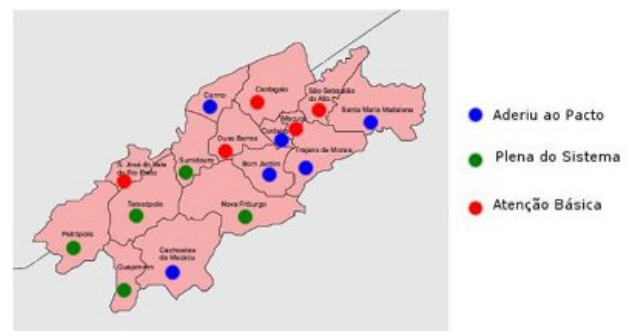 Carmo
Cantagalo
São Sebastião
do Alto
Santa Maria Madalena
Macuco
Cordeiro
Duas Barras
Trajano de Morais
Sumidouro
Bom Jardim
S. José do Vale
do Rio Preto
Teresópolis
Nova Friburgo
Petrópolis
Cachoeiras
de Macacu
Guapimirim
Aderiu ao Pacto
Plena do Sistema
Atenção Básica